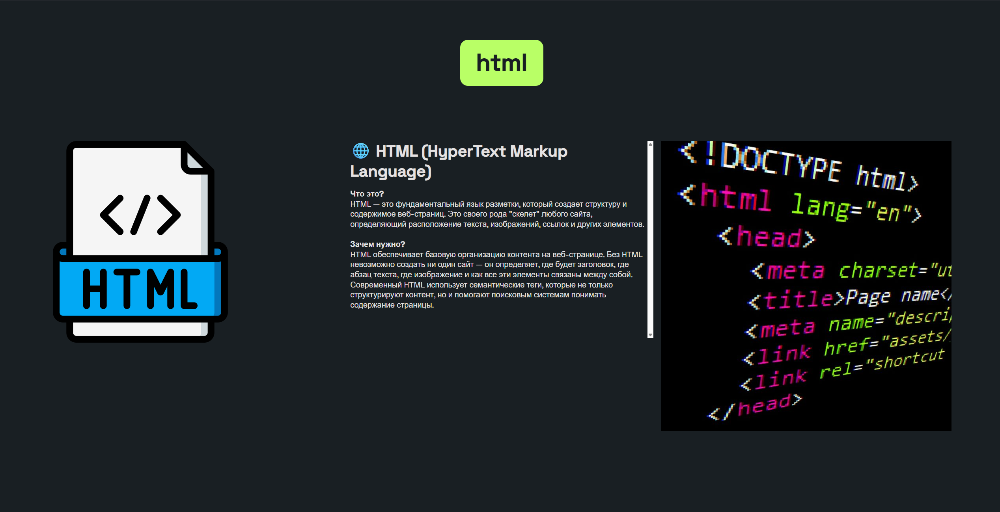 html
</>
HTML
🌐 HTML (HyperText Markup
Language)
Что это?
HTML — это фундаментальный язык разметки, который создает структуру и
содержимое веб-страниц. Это своего рода ”скелет” любого сайта,
определяющий расположение текста, изображений, ссылок и других элементов.
Зачем нужно?
HTML обеспечивает базовую организацию контента на веб-странице. Без HTML
невозможно создать ни один сайт — он определяет, где будет заголовок, где
абзац текста, где изображение и как все эти элементы связаны между собой.
Современный HTML использует семантические теги, которые не только
структурируют контент, но и помогают поисковым системам понимать
содержание страницы.
<!DOCTYPE html>
<html lang="en">
<head>
<meta charset="ut
<title>Page name</
<meta name="descrip
<link href="assets/
<link rel="shortcut
</head>